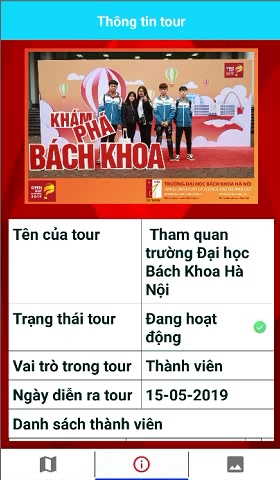 Thông tin tour
KHÁM
PHÁ
BÁCH KHOA
TRƯỜNG ĐẠI HỌC BÁCH KHOA HÀ NỘI
Tên của tour
Tham quan
trường Đại học
Bách Khoa Hà
Nội
Trạng thái tour
Đang hoạt
động
Vai trò trong tour
Thành viên
Ngày diễn ra tour
15-05-2019
Danh sách thành viên